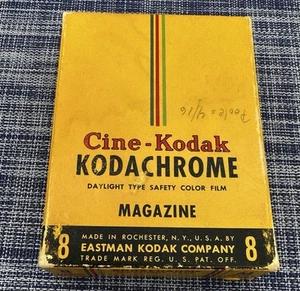 Cine-Kodak
KODACHROME
DAYLIGHT TYPE SAFETY COLOR FILM
MAGAZINE
8 MADE IN ROCHESTER, N.Y., U.S.A. BY 8
EASTMAN KODAK COMPANY
TRADE MARK REG. U.S. PAT. OFF.